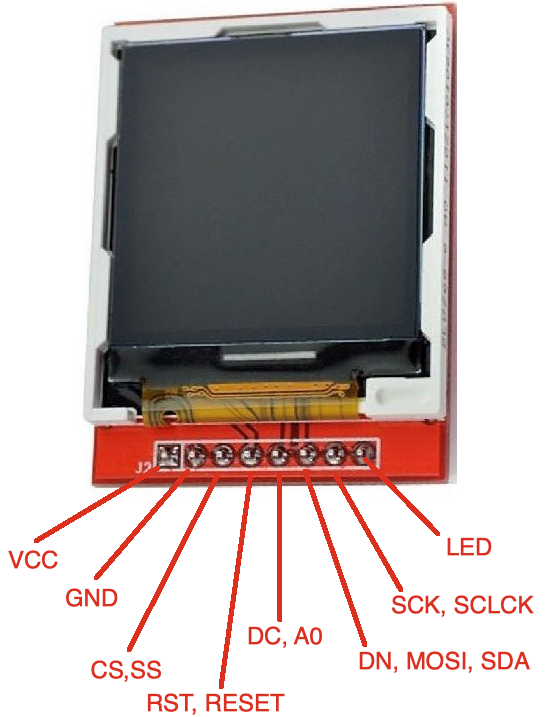 J2
VCC
LED
GND
SCK, SCLCK
DC, A0
DN, MOSI, SDA
CS,SS
RST, RESET